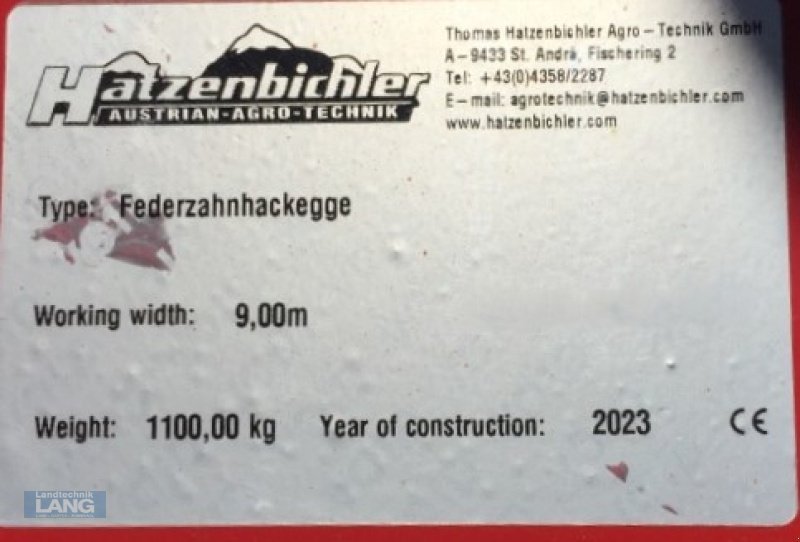 Hatzenbichler
AUSTRIAN-AGRO-TECHNIK
Thomas Hatzenbichler Agro - Technik GmbH
A - 9433 St. Andrä, Fischering 2
Tel: +43(0)4358/2287
E - mail: agrotechnik@hatzenbichler.com
www.hatzenbichler.com
Type: Federzahnhackegge
Working width: 9,00m
Weight: 1100,00 kg Year of construction: 2023 CE
Landtechnik
LANG